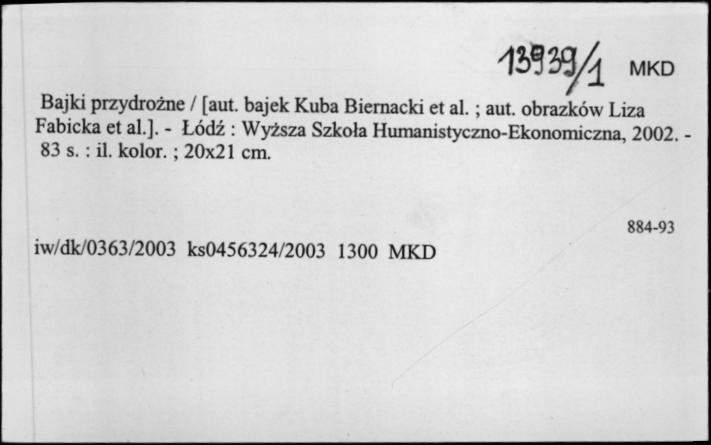 13939/1 MKD
Bajki przydrożne / [aut. bajek Kuba Biernacki et al. ; aut. obrazków Liza
Fabicka et al.]. - Łódź : Wyższa Szkoła Humanistyczno-Ekonomiczna, 2002. -
83 s. : il. kolor. ; 20x21 cm.
884-93
iw/dk/0363/2003 ks0456324/2003 1300 MKD